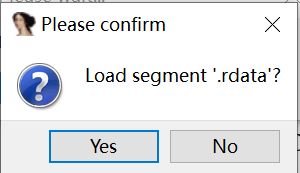 Please confirm
Load segment '.rdata'?
Yes
No